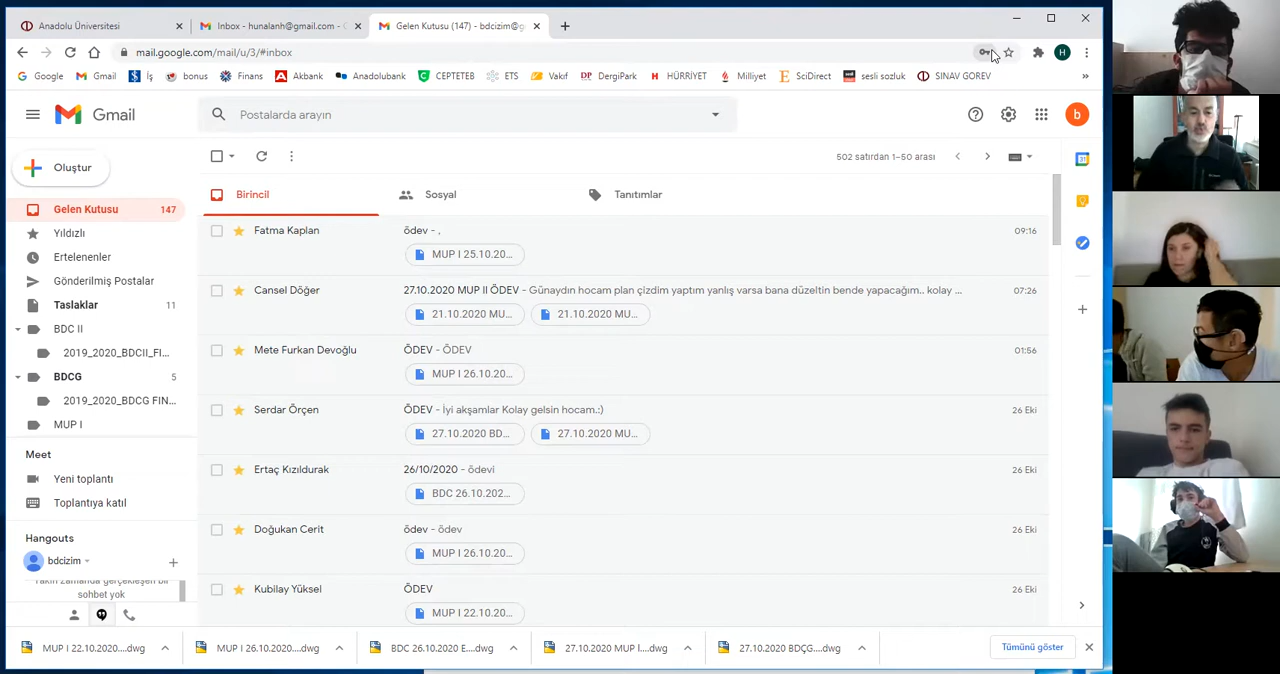 Anadolu Üniversitesi
Inbox - hunalanh@gmail.com - G
Gelen Kutusu (147) - bdcizim@g
mail.google.com/mail/u/3/#inbox
H
Google
Gmail
İş
bonus
Finans
Akbank
Anadolubank
CEPTETEB
ETS
Vakıf
DergiPark
HÜRRİYET
Milliyet
SciDirect
sesli sozluk
SINAV GOREV
Gmail
Postalarda arayın
b
Oluştur
502 satırdan 1–50 arası
Birincil
Sosyal
Tanıtımlar
Gelen Kutusu 147
Yıldızlı
Ertelenenler
Gönderilmiş Postalar
Taslaklar 11
BDC II
2019_2020_BDCII_FI...
BDCG 5
2019_2020_BDCG FIN...
MUP I
Meet
Yeni toplantı
Toplantıya katıl
Hangouts
bdcizim
Yakın zamanda gerçekleşen bir
sohbet yok
Fatma Kaplan ödev - , 09:16
MUP I 25.10.20...
Cansel Döğer 27.10.2020 MUP II ÖDEV - Günaydın hocam plan çizdim yaptım yanlış varsa bana düzeltin bende yapacağım.. kolay ... 07:26
21.10.2020 MU... 21.10.2020 MU...
Mete Furkan Devoğlu ÖDEV - ÖDEV 01:56
MUP I 26.10.20...
Serdar Örçen ÖDEV - İyi akşamlar Kolay gelsin hocam.:) 26 Eki
27.10.2020 BD... 27.10.2020 MU...
Ertaç Kızıldurak 26/10/2020 - ödevi 26 Eki
BDC 26.10.202...
Doğukan Cerit ödev - ödev 26 Eki
MUP I 26.10.20...
Kubilay Yüksel ÖDEV 26 Eki
MUP I 22.10.20...
MUP I 22.10.2020....dwg
MUP I 26.10.2020....dwg
BDC 26.10.2020 E....dwg
27.10.2020 MUP I....dwg
27.10.2020 BDÇG....dwg
Tümünü göster